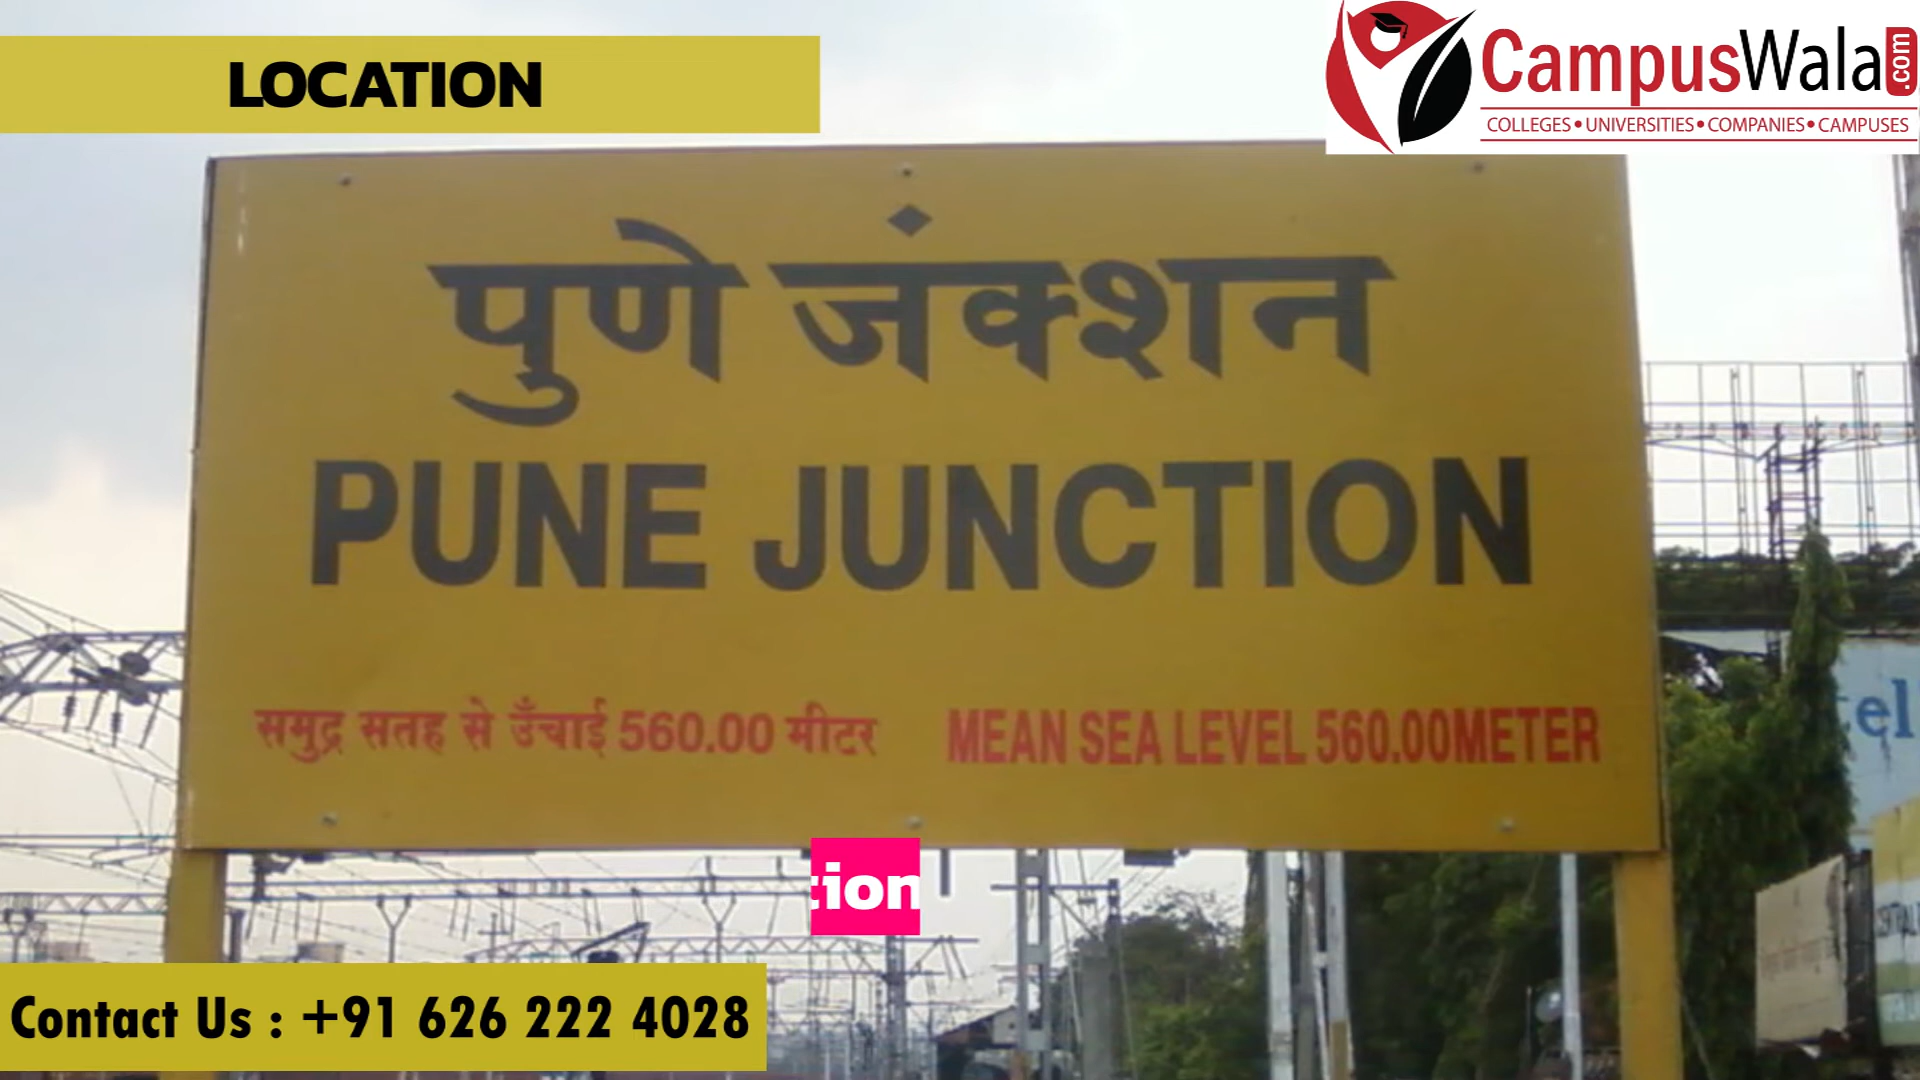 LOCATION
CampusWala.com
COLLEGES • UNIVERSITIES • COMPANIES • CAMPUSES
पुणे जंक्शन
PUNE JUNCTION
समुद्र सतह से उँचाई 560.00 मीटर MEAN SEA LEVEL 560.00METER
Contact Us : +91 626 222 4028